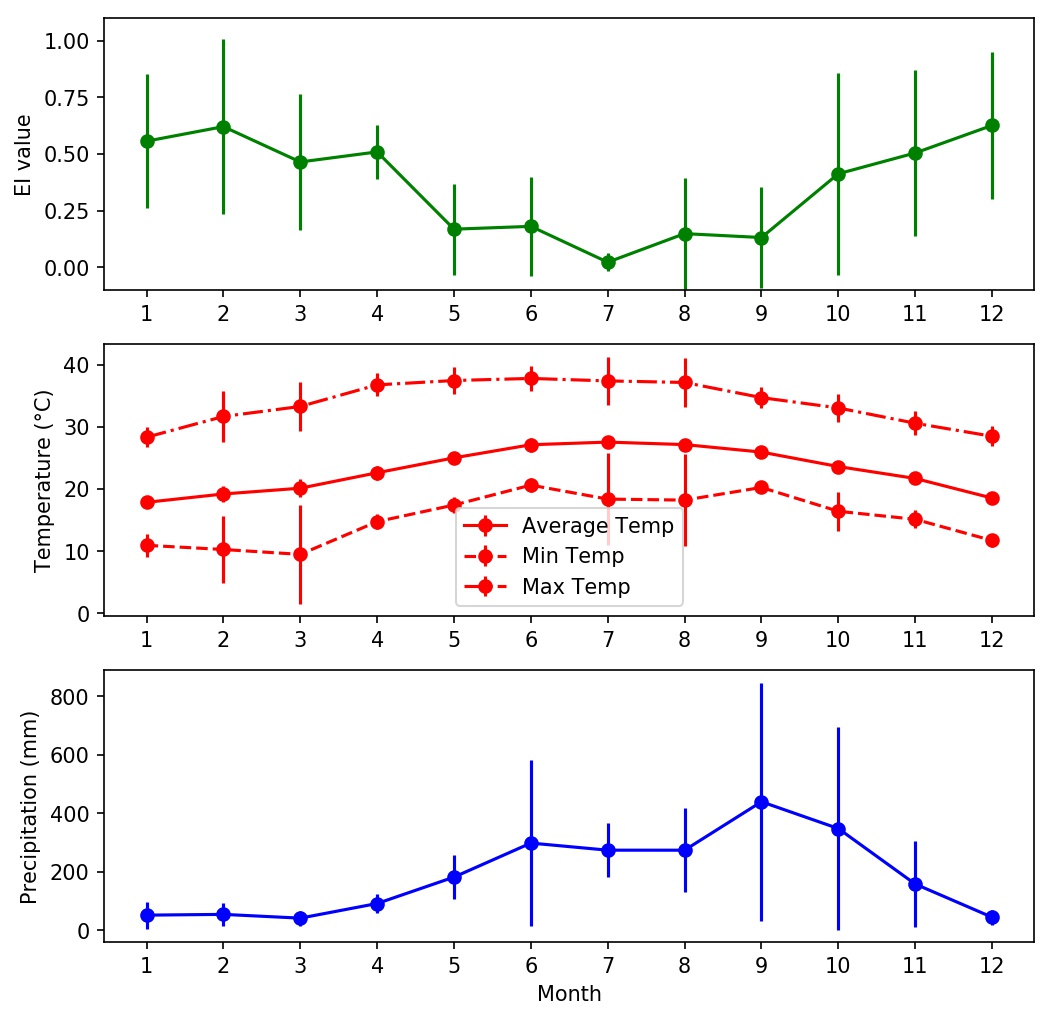 EI value
1.00
0.75
0.50
0.25
0.00
1 2 3 4 5 6 7 8 9 10 11 12
Temperature (°C)
40
30
20
10
0
Average Temp
Min Temp
Max Temp
1 2 3 4 5 6 7 8 9 10 11 12
Precipitation (mm)
800
600
400
200
0
1 2 3 4 5 6 7 8 9 10 11 12
Month